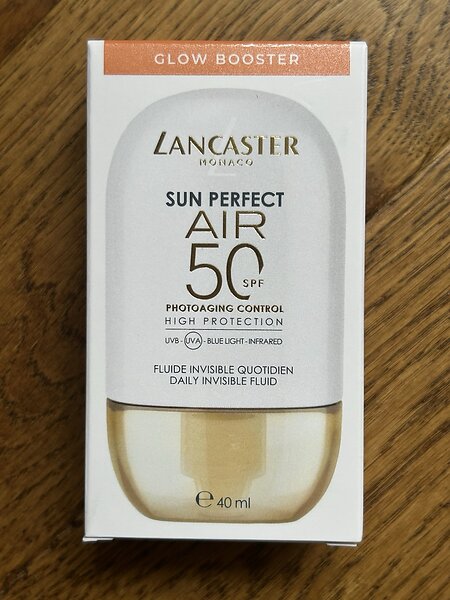 GLOW BOOSTER
LANCASTER
MONACO
SUN PERFECT
AIR
50 SPF
PHOTOAGING CONTROL
HIGH PROTECTION
UVB - UVA - BLUE LIGHT - INFRARED
FLUIDE INVISIBLE QUOTIDIEN
DAILY INVISIBLE FLUID
℮ 40 ml